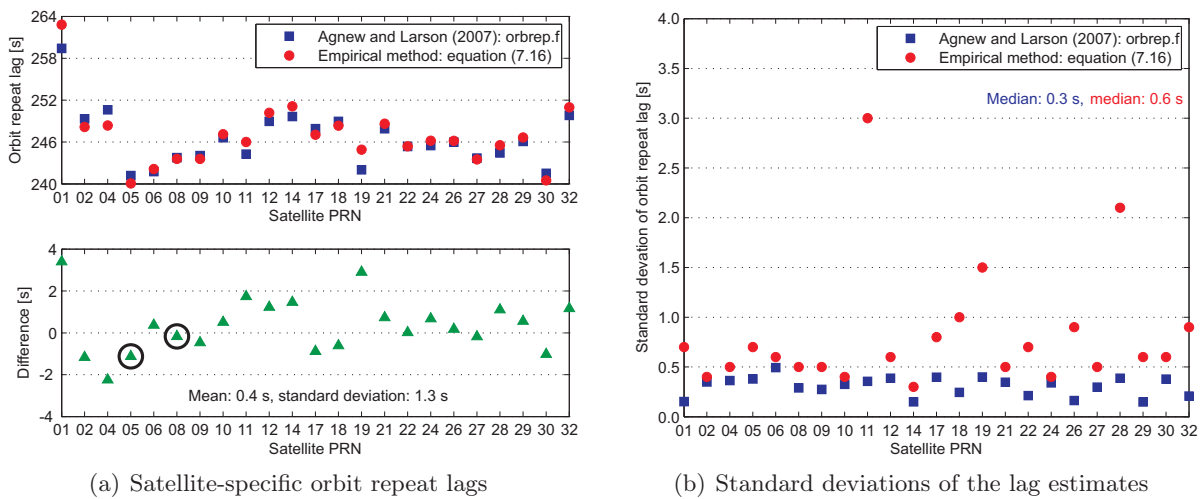 264
258
252
246
240
Orbit repeat lag [s]
Agnew and Larson (2007): orbrep.f
Empirical method: equation (7.16)
01 02 04 05 06 08 09 10 11 12 14 17 18 19 21 22 24 26 27 28 29 30 32
Satellite PRN
4
2
0
-2
-4
Difference [s]
Mean: 0.4 s, standard deviation: 1.3 s
01 02 04 05 06 08 09 10 11 12 14 17 18 19 21 22 24 26 27 28 29 30 32
Satellite PRN
(a) Satellite-specific orbit repeat lags
4.0
3.5
3.0
2.5
2.0
1.5
1.0
0.5
0.0
Standard deviation of orbit repeat lag [s]
Agnew and Larson (2007): orbrep.f
Empirical method: equation (7.16)
Median: 0.3 s, median: 0.6 s
01 02 04 05 06 08 09 10 11 12 14 17 18 19 21 22 24 26 27 28 29 30 32
Satellite PRN
(b) Standard deviations of the lag estimates